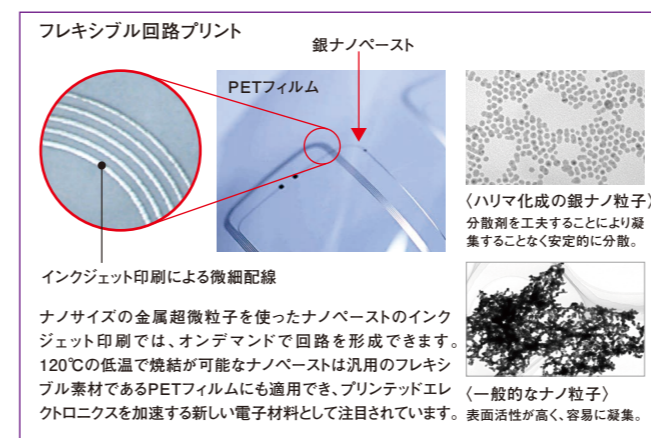 フレキシブル回路プリント
銀ナノペースト
PETフィルム
インクジェット印刷による微細配線
ナノサイズの金属超微粒子を使ったナノペーストのインク
ジェット印刷では、オンデマンドで回路を形成できます。
120℃の低温で焼結が可能なナノペーストは汎用のフレキシ
ブル素材であるPETフィルムにも適用でき、プリンテッドエレ
クトロニクスを加速する新しい電子材料として注目されています。
〈ハリマ化成の銀ナノ粒子〉
分散剤を工夫することにより凝
集することなく安定的に分散。
〈一般的なナノ粒子〉
表面活性が高く、容易に凝集。